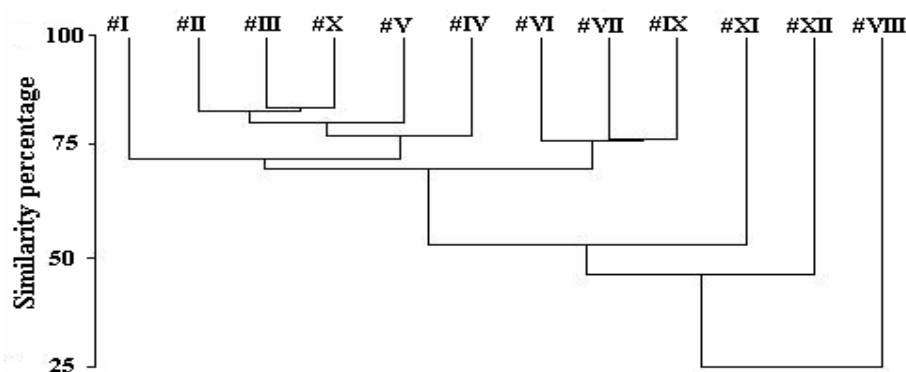 #I #II #III #X #V #IV #VI #VII #IX #XI #XII #VIII
100
75
50
25
Similarity percentage